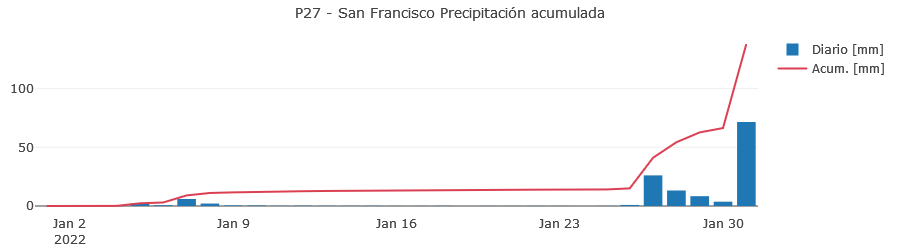 P27 - San Francisco Precipitación acumulada
Diario [mm]
Acum. [mm]
100
50
0
Jan 2
2022
Jan 9
Jan 16
Jan 23
Jan 30